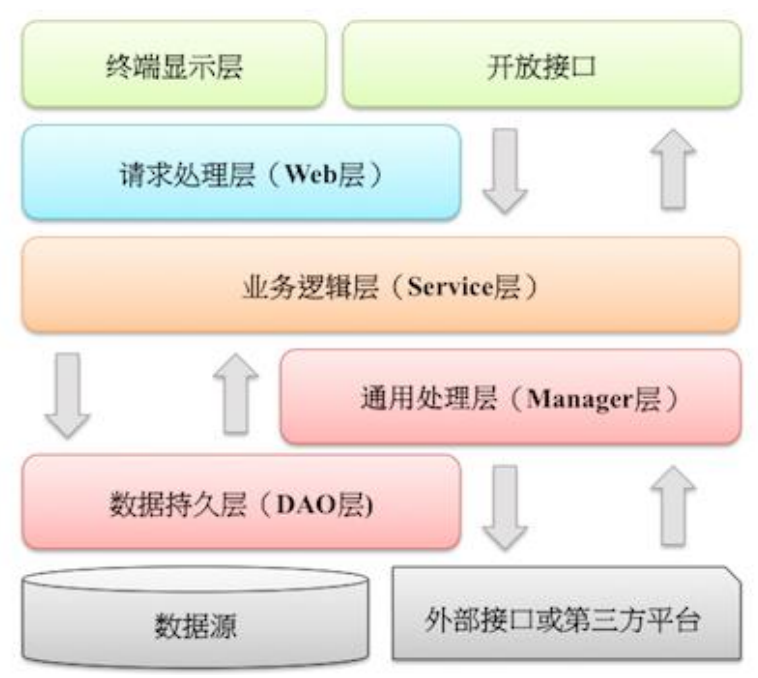 终端显示层
开放接口
请求处理层（Web层）
业务逻辑层（Service层）
通用处理层（Manager层）
数据持久层（DAO层)
数据源
外部接口或第三方平台